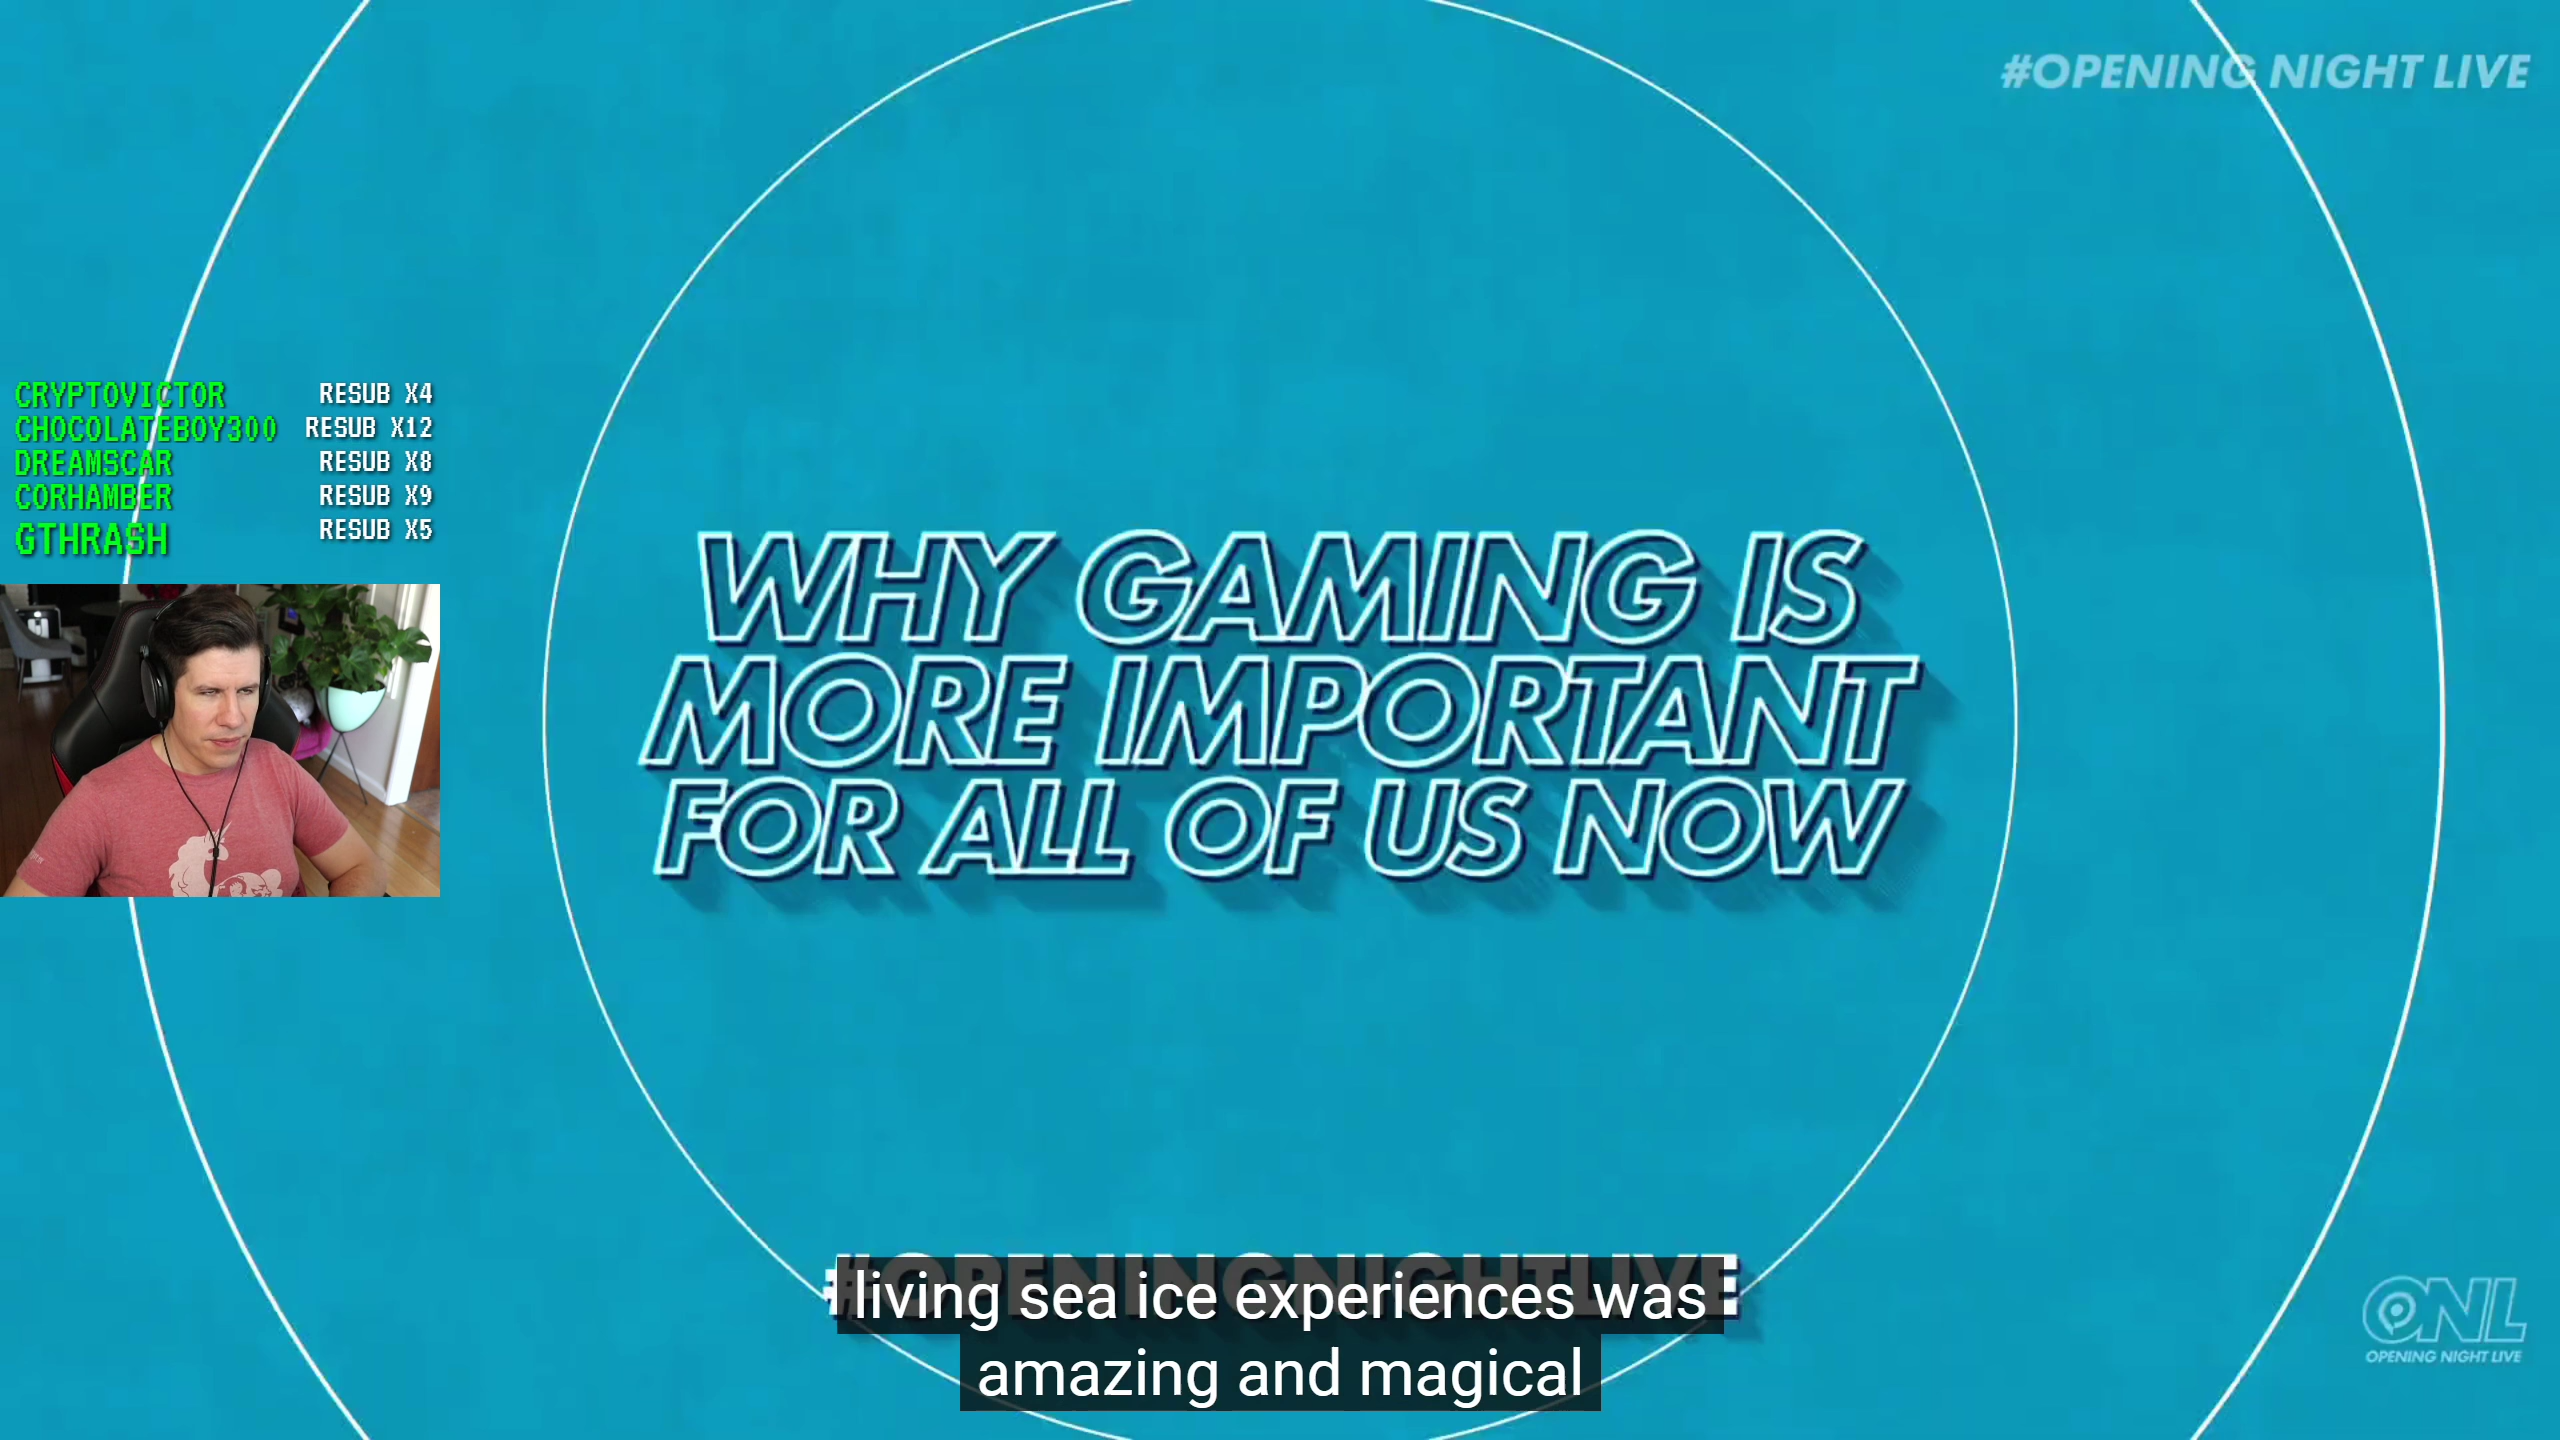 #OPENING NIGHT LIVE
CRYPTOVICTOR RESUB X4
CHOCOLATEBOY300 RESUB X12
DREAMSCAR RESUB X8
CORHAMBER RESUB X9
GTHRASH RESUB X5
WHY GAMING IS
MORE IMPORTANT
FOR ALL OF US NOW
#OPENINGNIGHTLIVE
living sea ice experiences was
amazing and magical
ONL
OPENING NIGHT LIVE